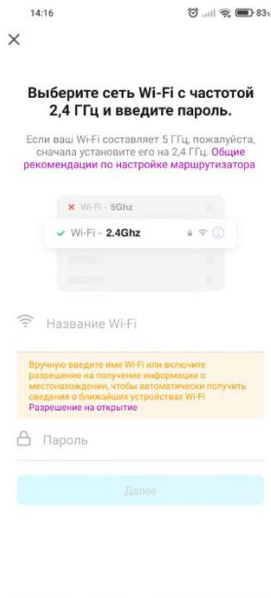 14:16
83%
Выберите сеть Wi-Fi с частотой
2,4 ГГц и введите пароль.
Если ваш Wi-Fi составляет 5 ГГц, пожалуйста,
сначала установите его на 2,4 ГГц. Общие
рекомендации по настройке маршрутизатора
Wi-Fi - 5Ghz
Wi-Fi - 2.4Ghz
Название Wi-Fi
Вручную введите имя Wi-Fi или включите
разрешение на получение информации о
местонахождении, чтобы автоматически получить
сведения о ближайших устройствах Wi-Fi
Разрешение на открытие
Пароль
Далее